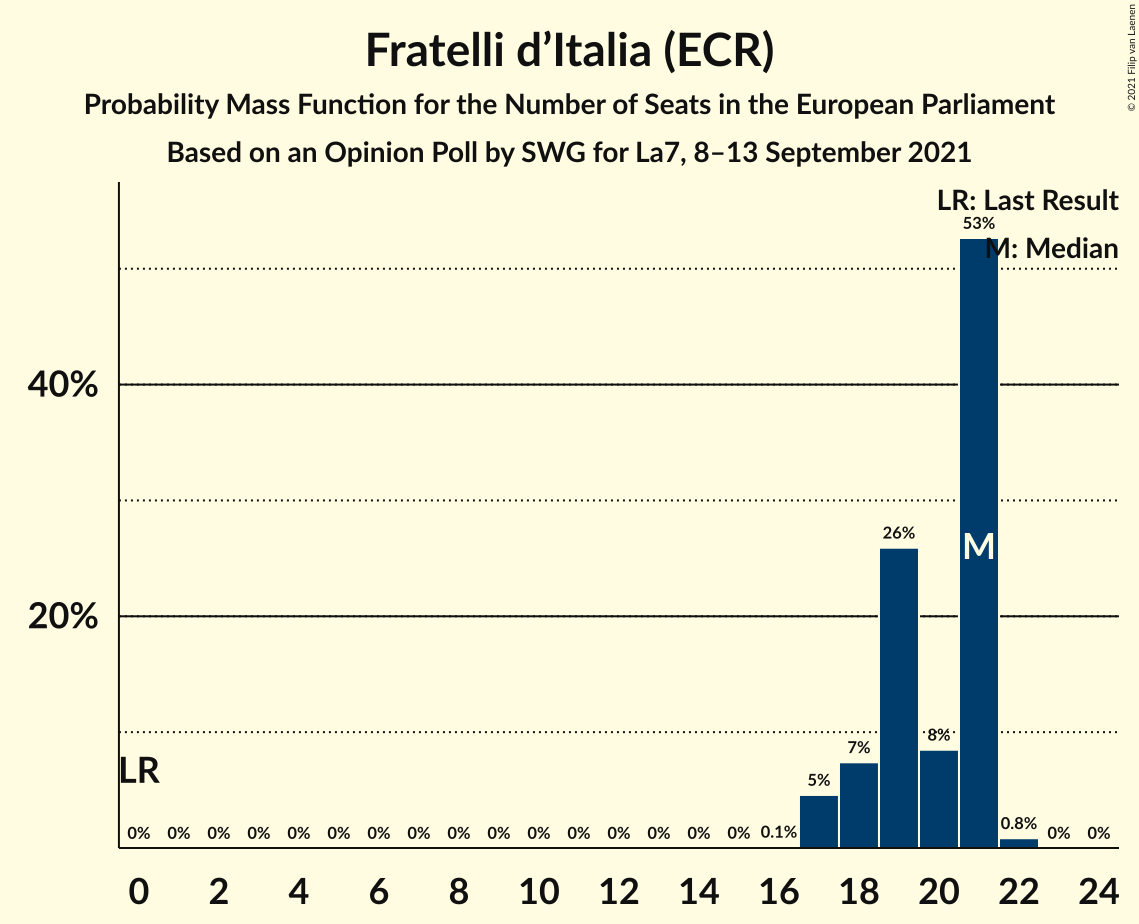 Fratelli d’Italia (ECR)
Probability Mass Function for the Number of Seats in the European Parliament
Based on an Opinion Poll by SWG for La7, 8–13 September 2021
© 2021 Filip van Laenen
LR: Last Result
53%
M: Median
40%
26%
M
20%
8%
7%
LR
5%
0% 0% 0% 0% 0% 0% 0% 0% 0% 0% 0% 0% 0% 0% 0% 0% 0.1% 0.8% 0% 0%
0 2 4 6 8 10 12 14 16 18 20 22 24